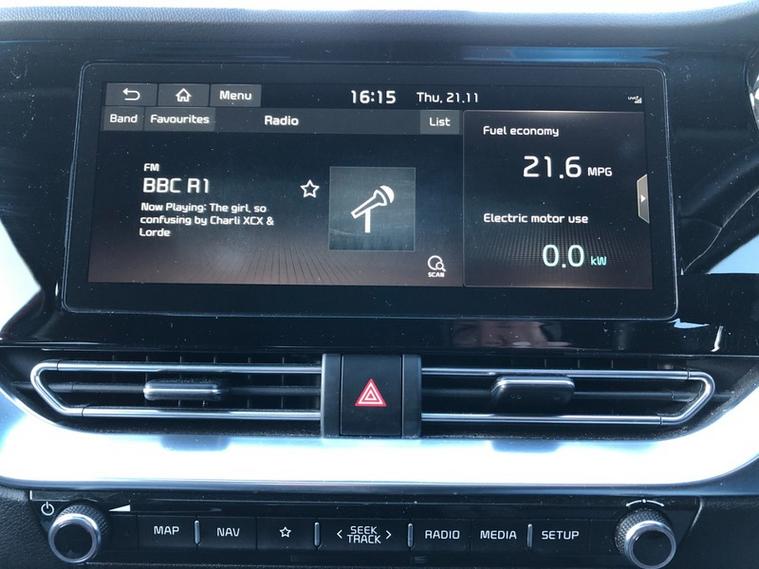 Menu
16:15
Thu, 21.11
Band
Favourites
Radio
List
FM
BBC R1
Now Playing: The girl, so
confusing by Charli XCX &
Lorde
SCAN
Fuel economy
21.6 MPG
Electric motor use
0.0 kW
MAP
NAV
SEEK
TRACK
RADIO
MEDIA
SETUP